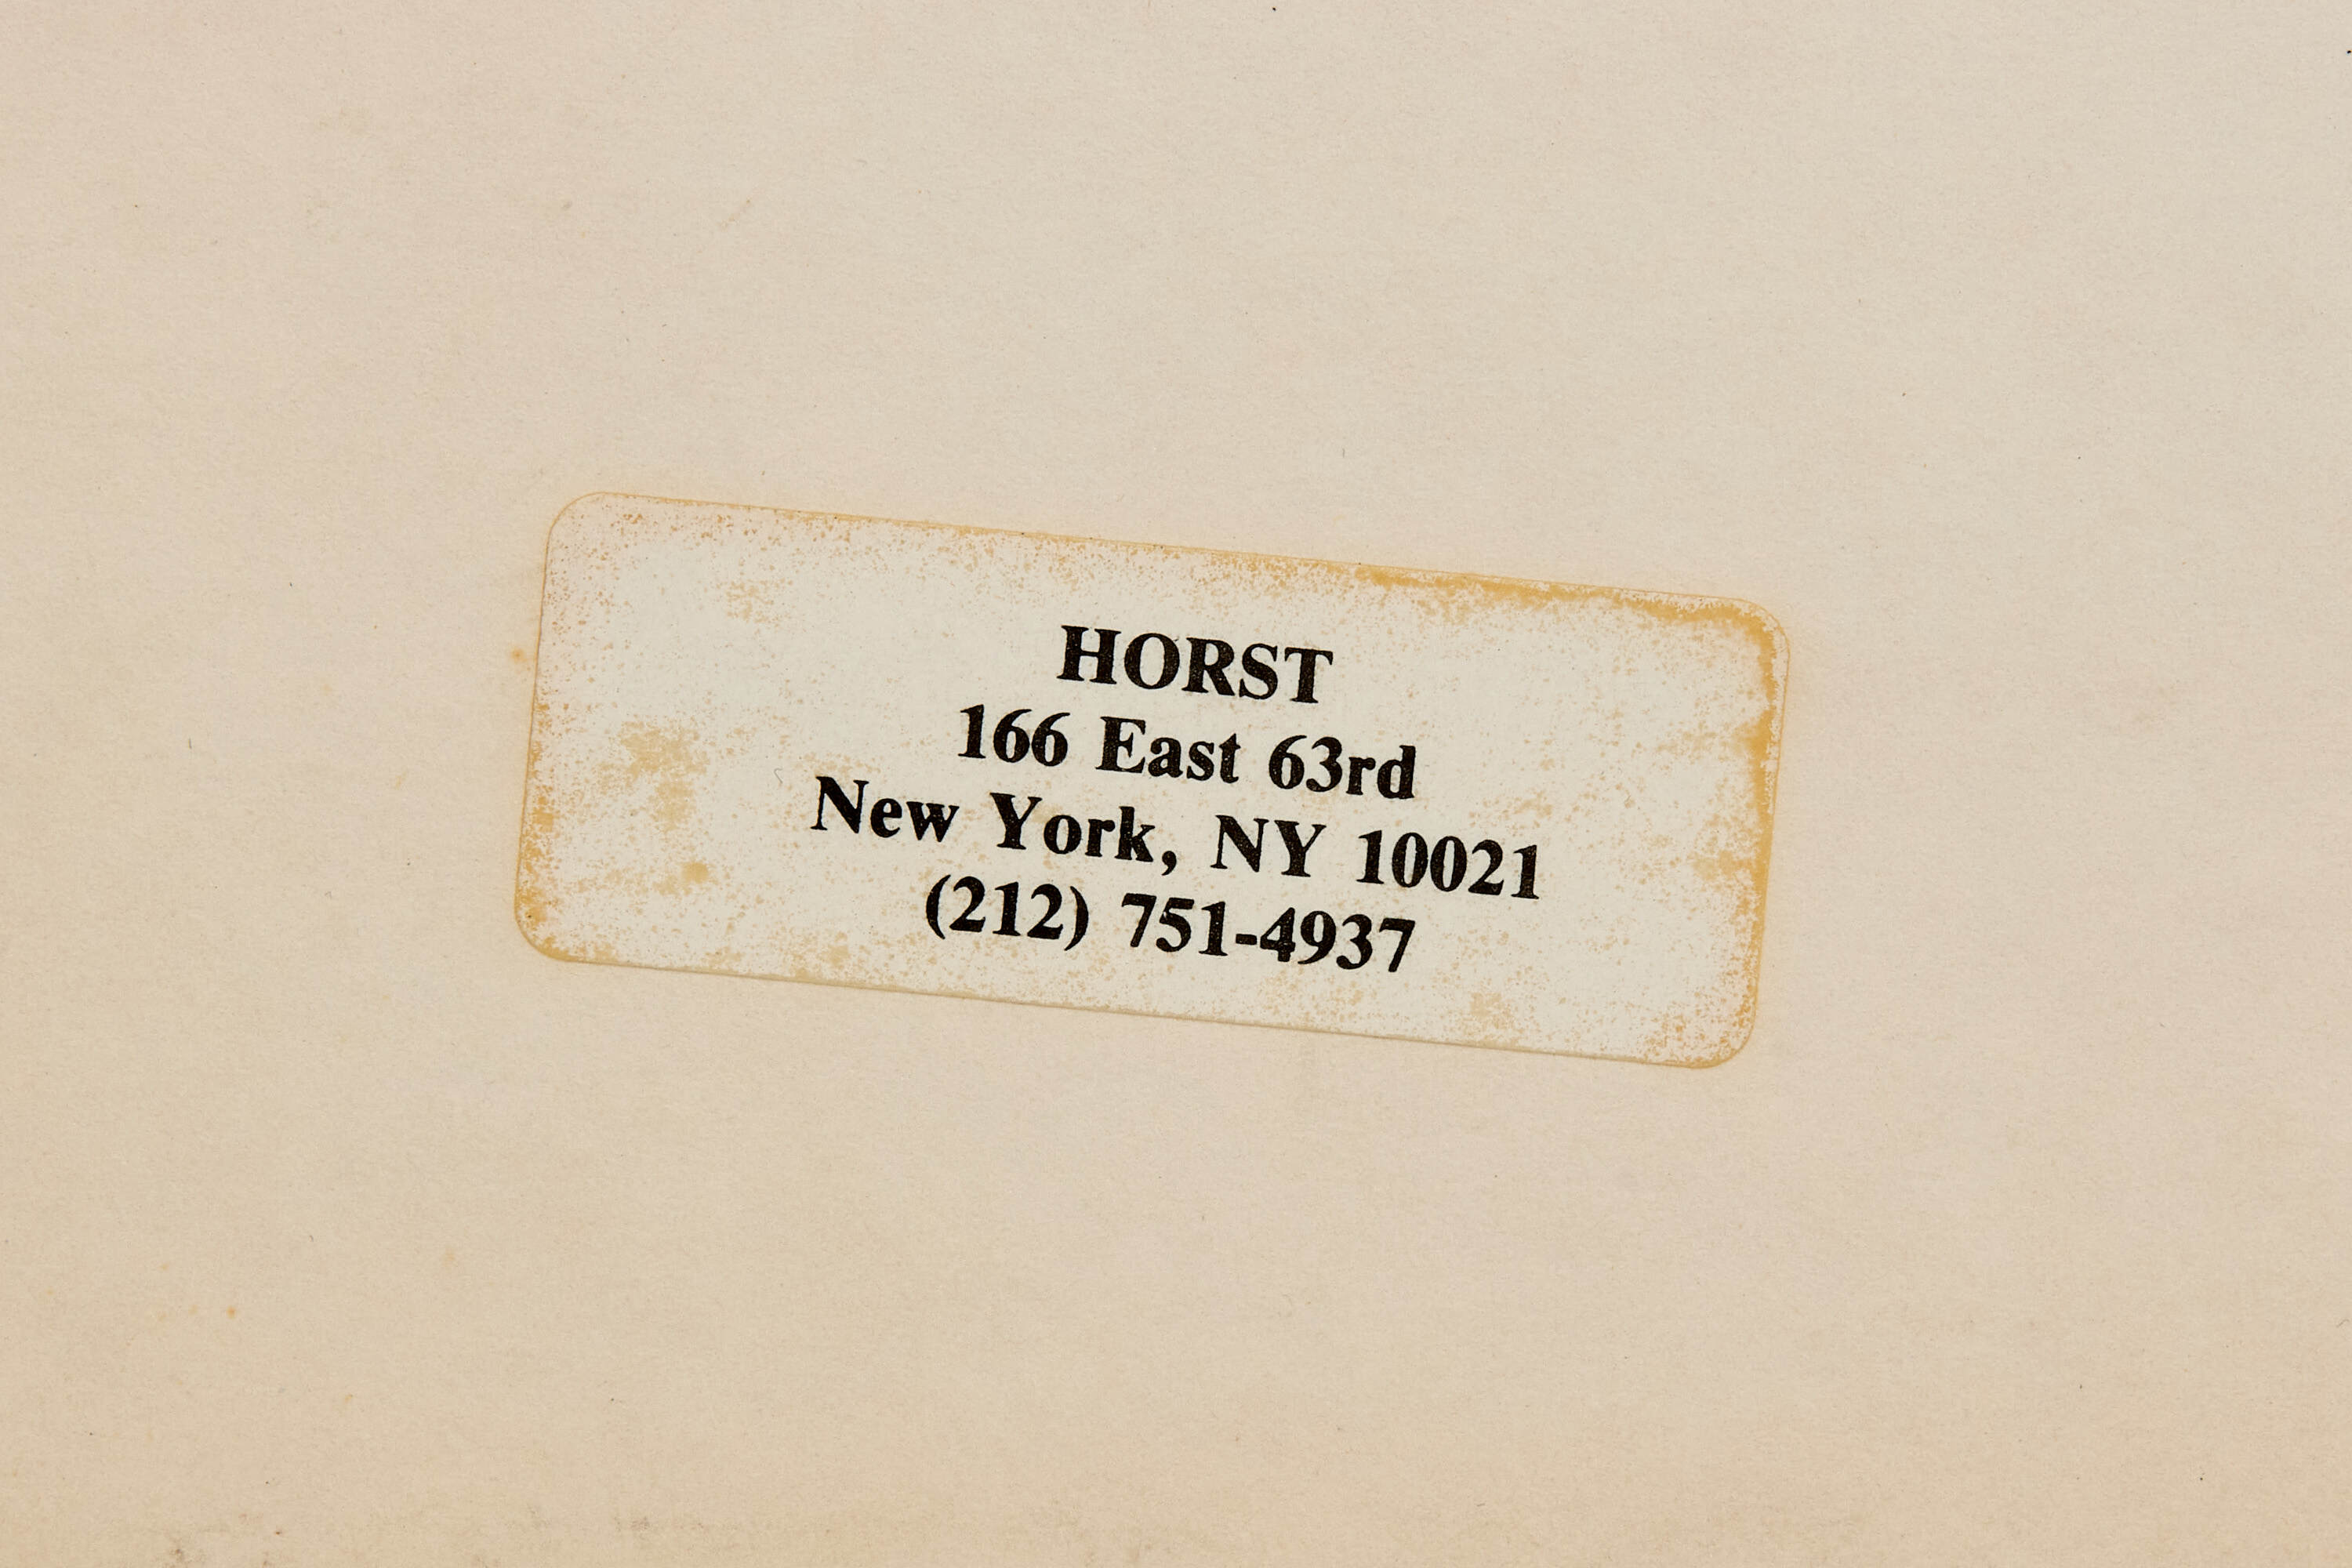 HORST
166 East 63rd
New York, NY 10021
(212) 751-4937